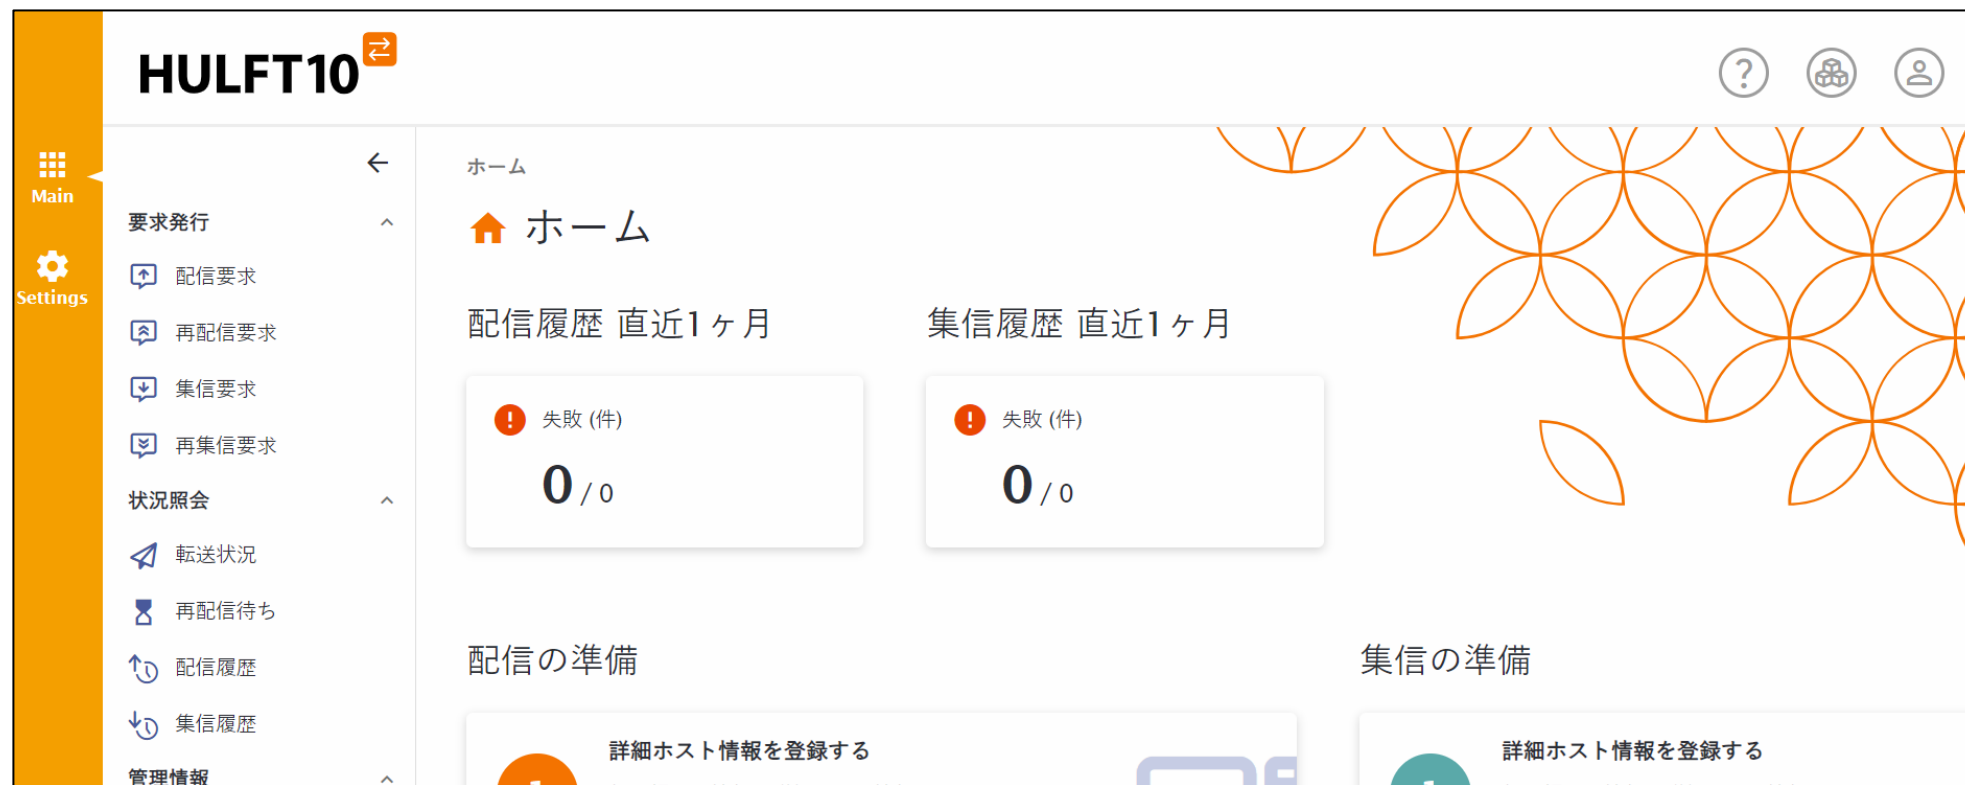 HULFT10
Main
Settings
要求発行
配信要求
再配信要求
集信要求
再集信要求
状況照会
転送状況
再配信待ち
配信履歴
集信履歴
管理情報
ホーム
ホーム
配信履歴 直近1ヶ月
集信履歴 直近1ヶ月
失敗 (件)
0 / 0
失敗 (件)
0 / 0
配信の準備
集信の準備
詳細ホスト情報を登録する
詳細ホスト情報を登録する